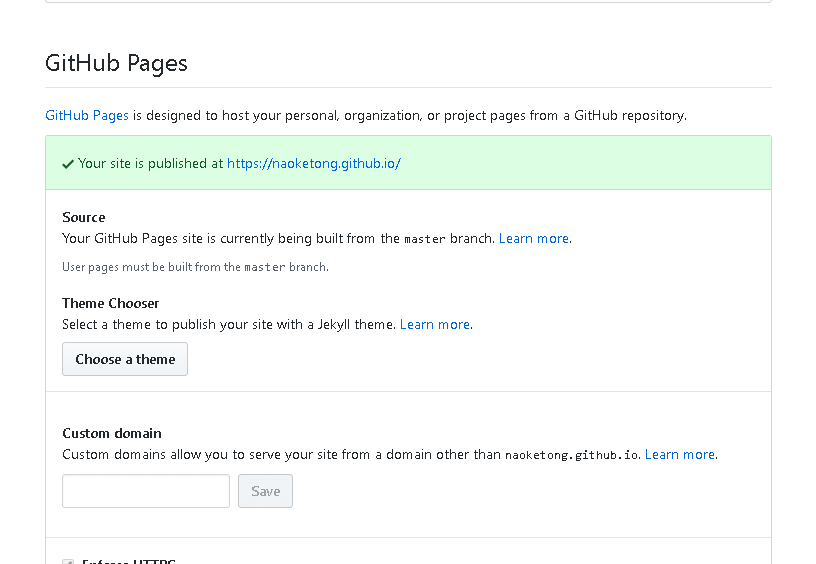 GitHub Pages
GitHub Pages is designed to host your personal, organization, or project pages from a GitHub repository.
Your site is published at https://naoketong.github.io/
Source
Your GitHub Pages site is currently being built from the master branch. Learn more.
User pages must be built from the master branch.
Theme Chooser
Select a theme to publish your site with a Jekyll theme. Learn more.
Choose a theme
Custom domain
Custom domains allow you to serve your site from a domain other than naoketong.github.io. Learn more.
Save
Enforce HTTPS